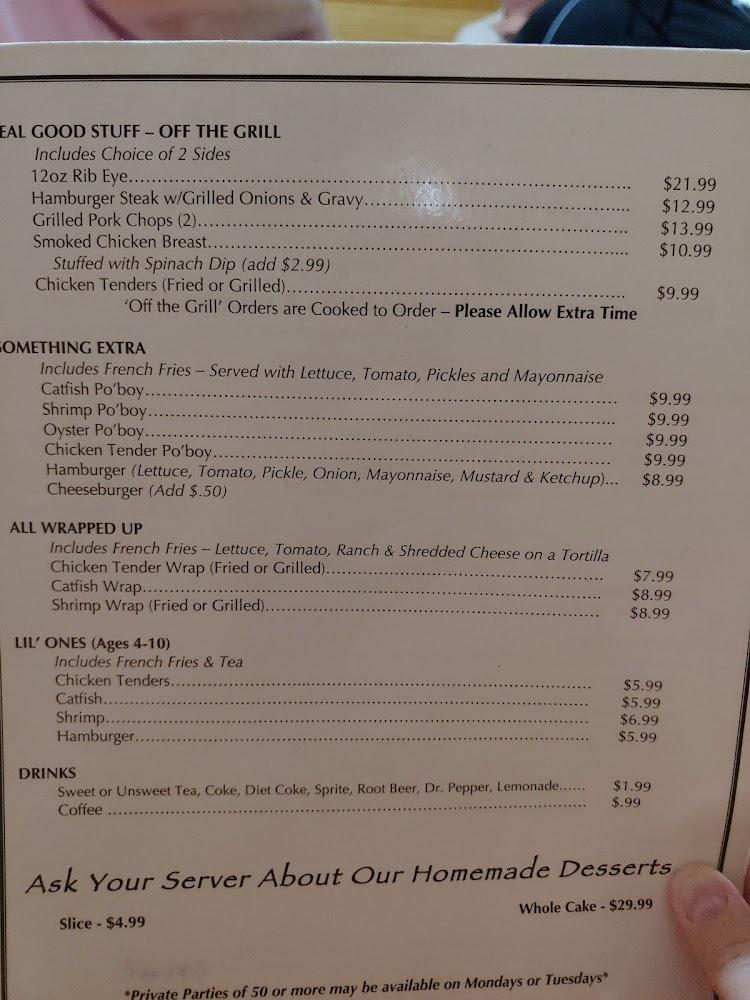 EAL GOOD STUFF – OFF THE GRILL
Includes Choice of 2 Sides
12oz Rib Eye........ $21.99
Hamburger Steak w/Grilled Onions & Gravy........ $12.99
Grilled Pork Chops (2)........ $13.99
Smoked Chicken Breast........ $10.99
Stuffed with Spinach Dip (add $2.99)
Chicken Tenders (Fried or Grilled)........ $9.99
'Off the Grill' Orders are Cooked to Order – Please Allow Extra Time
SOMETHING EXTRA
Includes French Fries – Served with Lettuce, Tomato, Pickles and Mayonnaise
Catfish Po'boy........ $9.99
Shrimp Po'boy........ $9.99
Oyster Po'boy........ $9.99
Chicken Tender Po'boy........ $9.99
Hamburger (Lettuce, Tomato, Pickle, Onion, Mayonnaise, Mustard & Ketchup)... $8.99
Cheeseburger (Add $.50)
ALL WRAPPED UP
Includes French Fries – Lettuce, Tomato, Ranch & Shredded Cheese on a Tortilla
Chicken Tender Wrap (Fried or Grilled)........ $7.99
Catfish Wrap........ $8.99
Shrimp Wrap (Fried or Grilled)........ $8.99
LIL' ONES (Ages 4-10)
Includes French Fries & Tea
Chicken Tenders........ $5.99
Catfish........ $5.99
Shrimp........ $6.99
Hamburger........ $5.99
DRINKS
Sweet or Unsweet Tea, Coke, Diet Coke, Sprite, Root Beer, Dr. Pepper, Lemonade...... $1.99
Coffee ........ $.99
Ask Your Server About Our Homemade Desserts
Slice - $4.99 Whole Cake - $29.99
*Private Parties of 50 or more may be available on Mondays or Tuesdays*